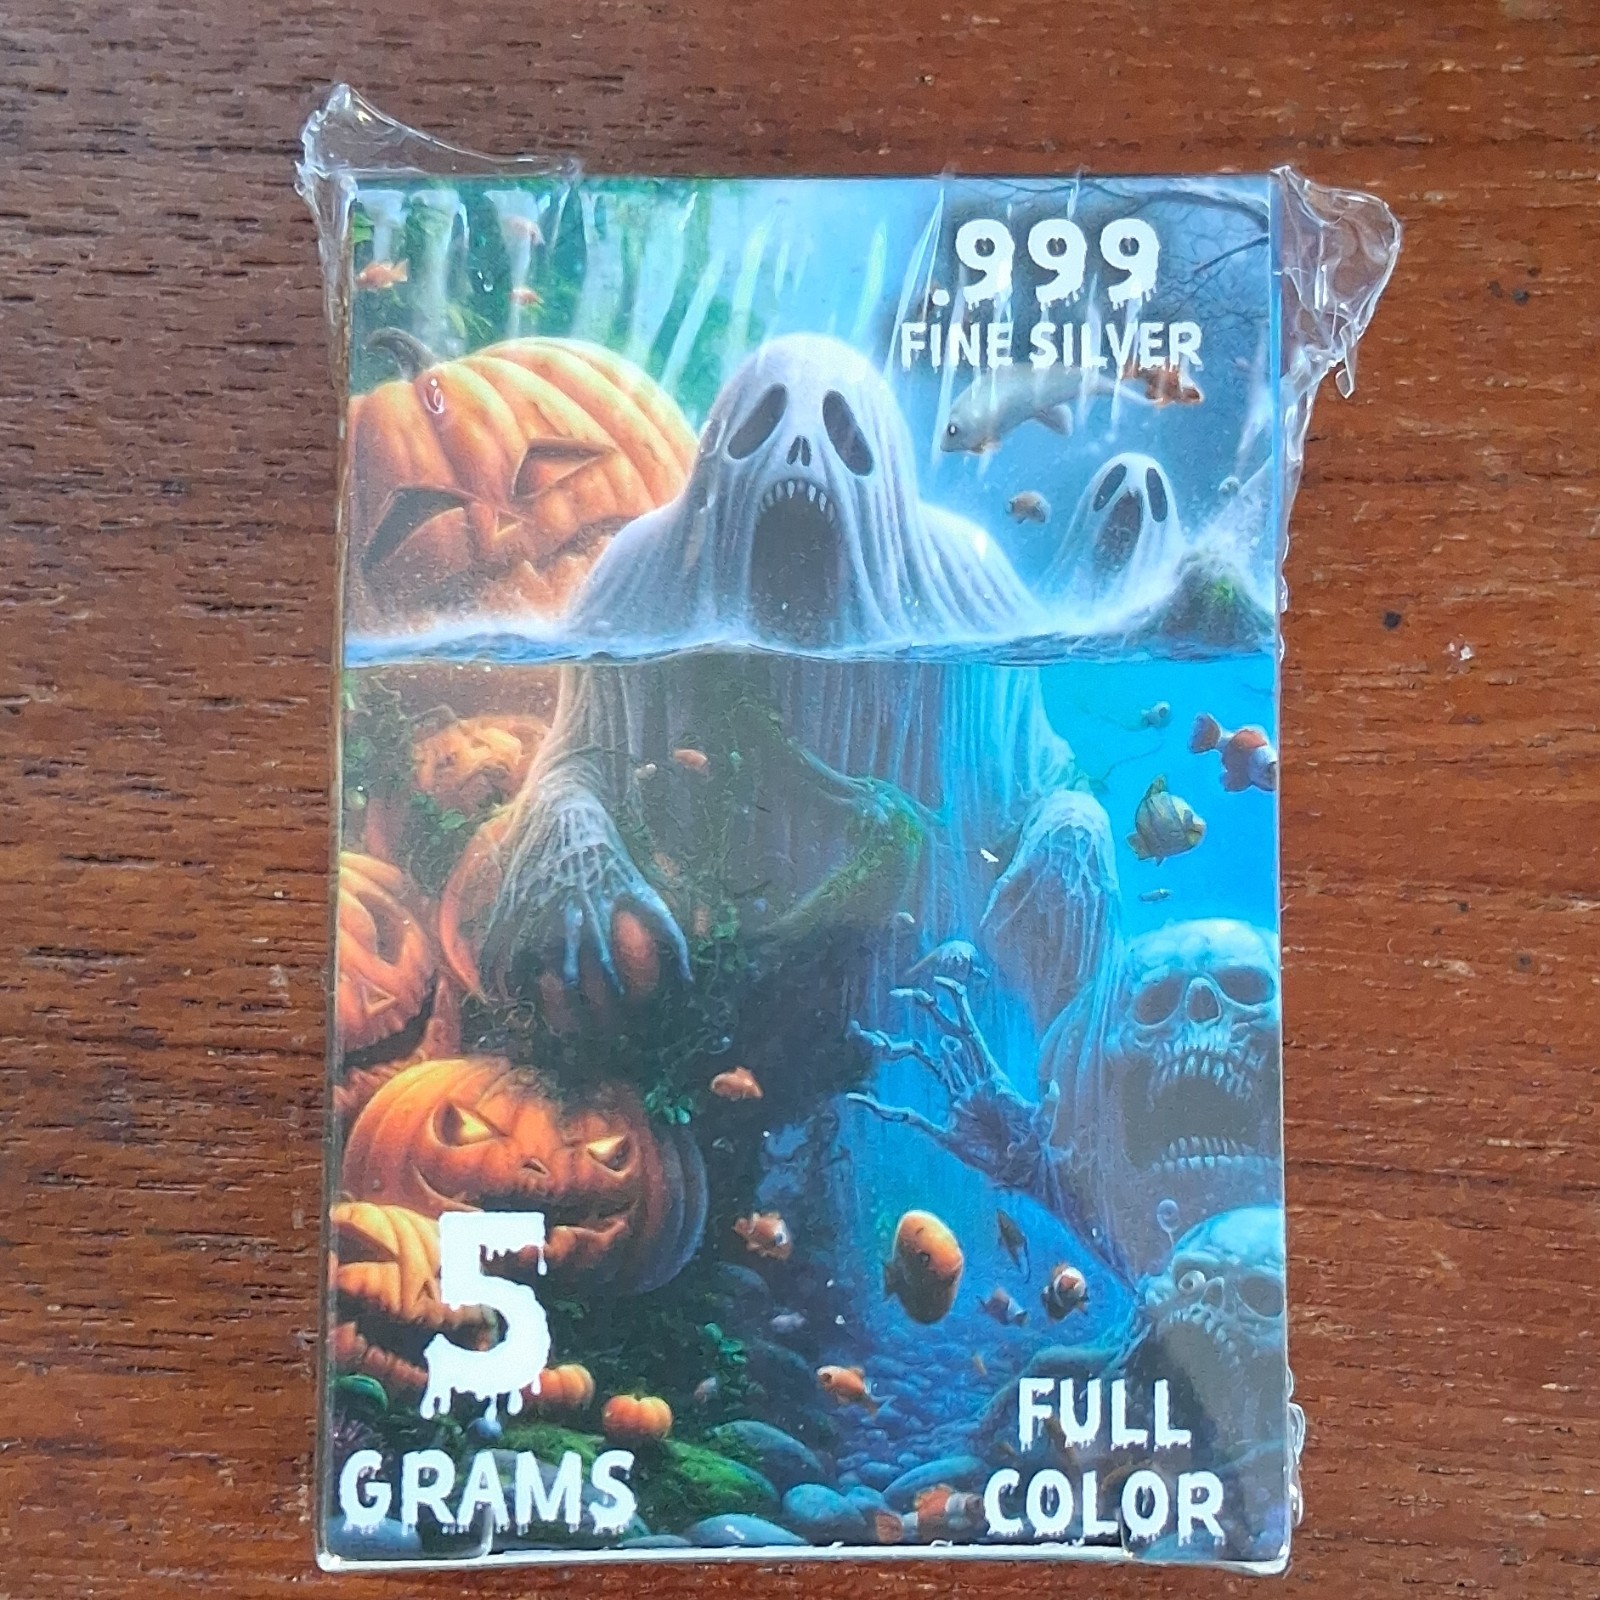 .999
FINE SILVER
5
GRAMS
FULL
COLOR